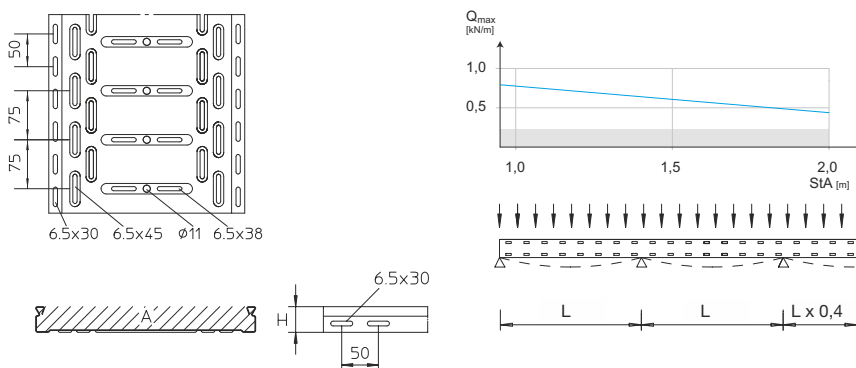 50
75
75
6.5x30 6.5x45 ø11 6.5x38
A
H
6.5x30
50
Qmax
[kN/m]
1,0
0,5
1,0 1,5 2,0
StA [m]
L L L x 0,4